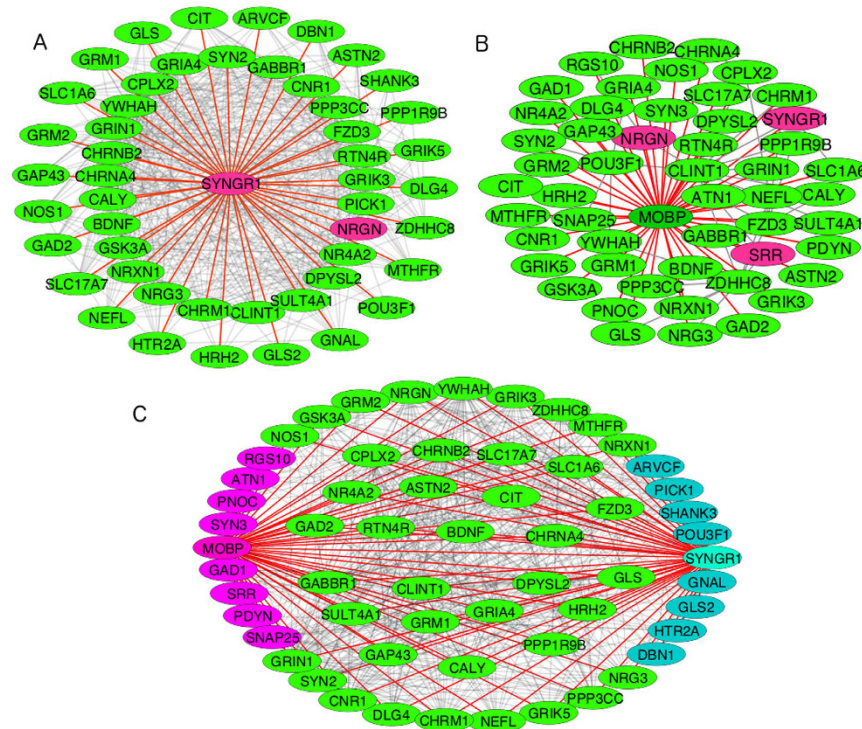 A
CIT
ARVCF
GLS
DBN1
GRM1
GRIA4
SYN2
GABBR1
ASTN2
SLC1A6
CPLX2
CNR1
SHANK3
YWHAH
PPP3CC
PPP1R9B
GRM2
GRIN1
FZD3
CHRNB2
RTN4R
GRIK5
GAP43
CHRNA4
SYNGR1
GRIK3
DLG4
NOS1
CALY
PICK1
BDNF
NRGN
ZDHHC8
GAD2
GSK3A
NR4A2
MTHFR
SLC17A7
NRXN1
DPYSL2
NEFL
NRG3
CHRM1
CLINT1
SULT4A1
POU3F1
HTR2A
HRH2
GLS2
GNAL
B
CHRNB2
CHRNA4
RGS10
NOS1
CPLX2
GAD1
GRIA4
SLC17A7
CHRM1
NR4A2
DLG4
SYN3
DPYSL2
SYNGR1
SYN2
GAP43
NRGN
RTN4R
PPP1R9B
GRM2
POU3F1
CLINT1
GRIN1
SLC1A6
CIT
HRH2
ATN1
NEFL
CALY
MTHFR
SNAP25
MOBP
FZD3
SULT4A1
CNR1
YWHAH
GABBR1
SRR
PDYN
GRIK5
GRM1
BDNF
ZDHHC8
ASTN2
GSK3A
PPP3CC
GRIK3
PNOC
NRXN1
GAD2
GLS
NRG3
C
NRGN
YWHAH
GRIK3
GRM2
ZDHHC8
GSK3A
MTHFR
NOS1
CHRNB2
NRXN1
RGS10
CPLX2
SLC17A7
SLC1A6
ARVCF
ATN1
NR4A2
ASTN2
CIT
PICK1
PNOC
FZD3
SHANK3
SYN3
GAD2
RTN4R
BDNF
CHRNA4
POU3F1
MOBP
SYNGR1
GAD1
GABBR1
CLINT1
DPYSL2
GLS
GNAL
SRR
SULT4A1
GRIA4
HRH2
GLS2
PDYN
GRM1
HTR2A
SNAP25
GAP43
PPP1R9B
DBN1
GRIN1
CALY
SYN2
NRG3
CNR1
PPP3CC
DLG4
CHRM1
NEFL
GRIK5